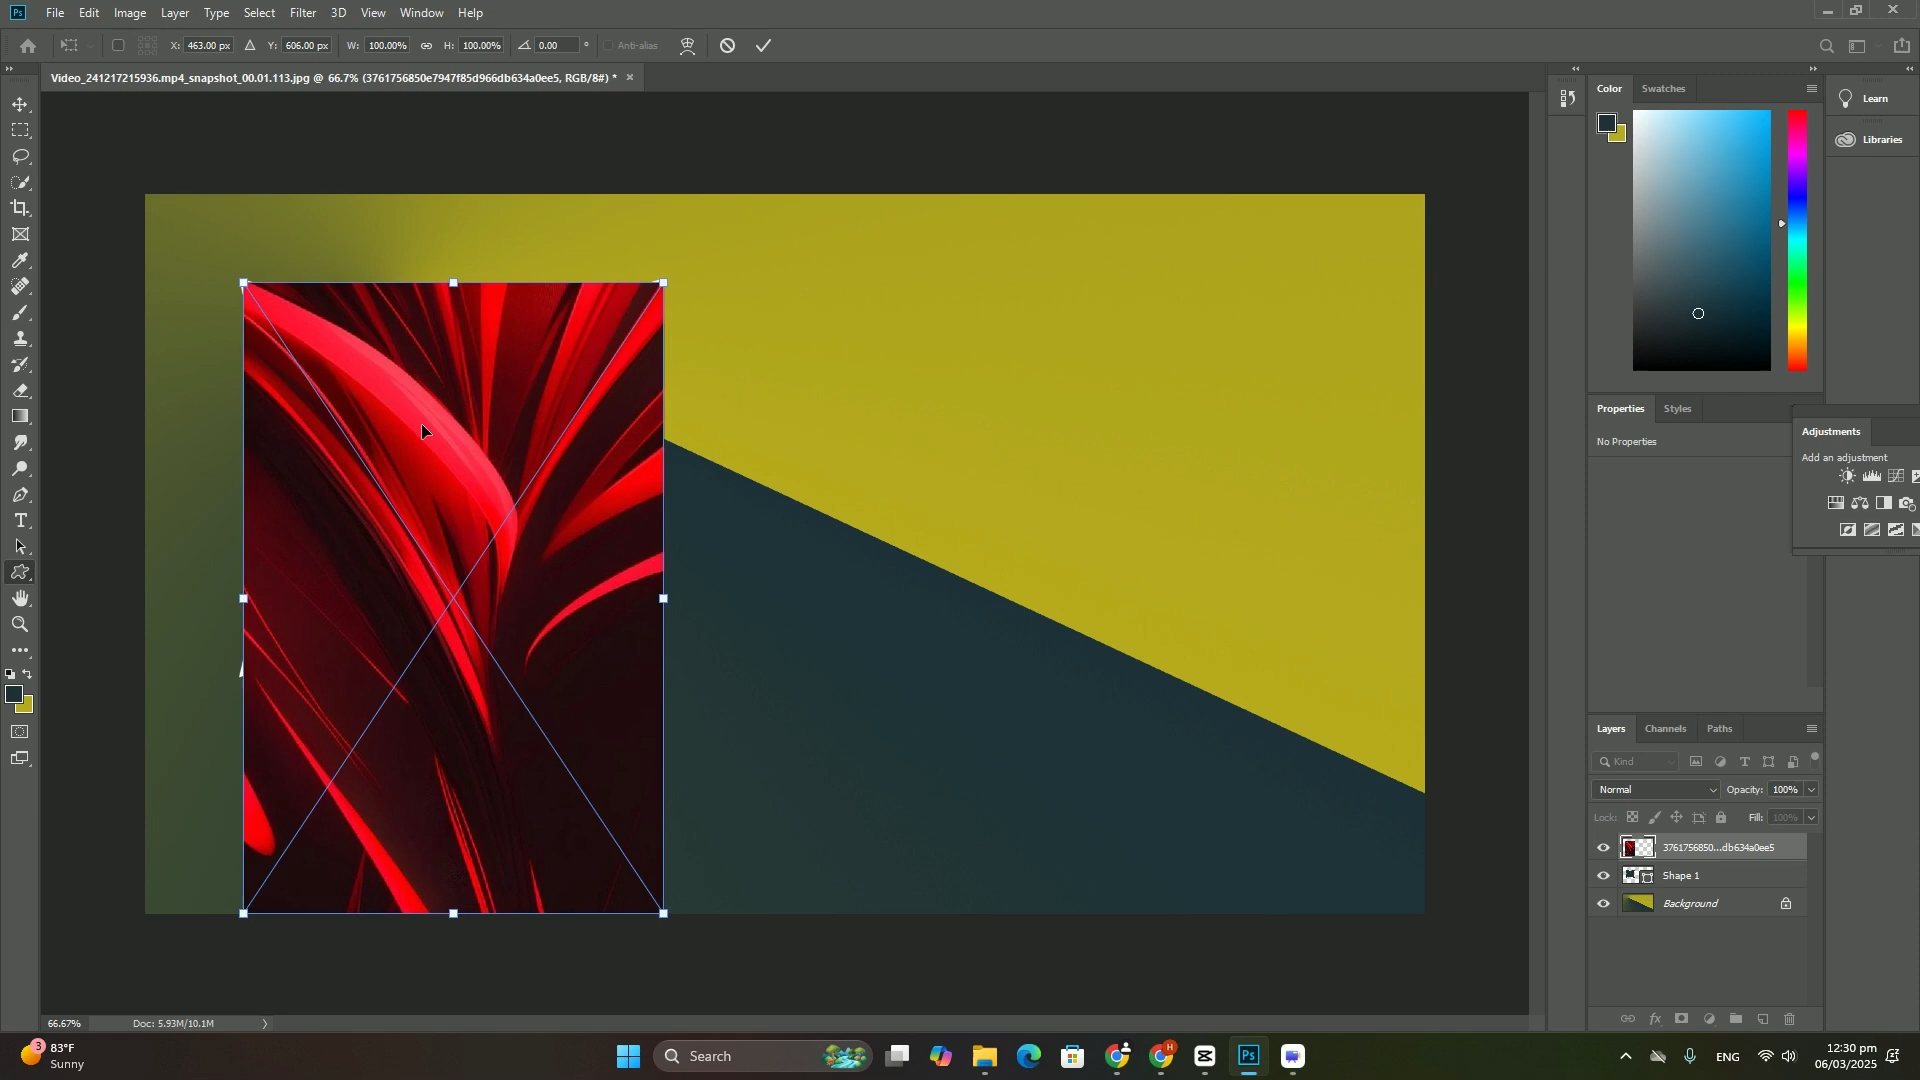 Ps File Edit Image Layer Type Select Filter 3D View Window Help
X: 463.00 px Y: 606.00 px W: 100.00% H: 100.00% 0.00 ° Anti-alias
Video_241217215936.mp4_snapshot_00.01.113.jpg @ 66.7% (3761756850e7947f85d966db634a0ee5, RGB/8#) * ×
Color Swatches
Learn
Libraries
Properties Styles
No Properties
Adjustments
Add an adjustment
Layers Channels Paths
Kind
Normal Opacity: 100%
Lock: Fill: 100%
3761756850...db634a0ee5
Shape 1
Background
66.67% Doc: 5.93M/10.1M
3
83°F
Sunny
Search
H
Ps
ENG
12:30 pm
06/03/2025